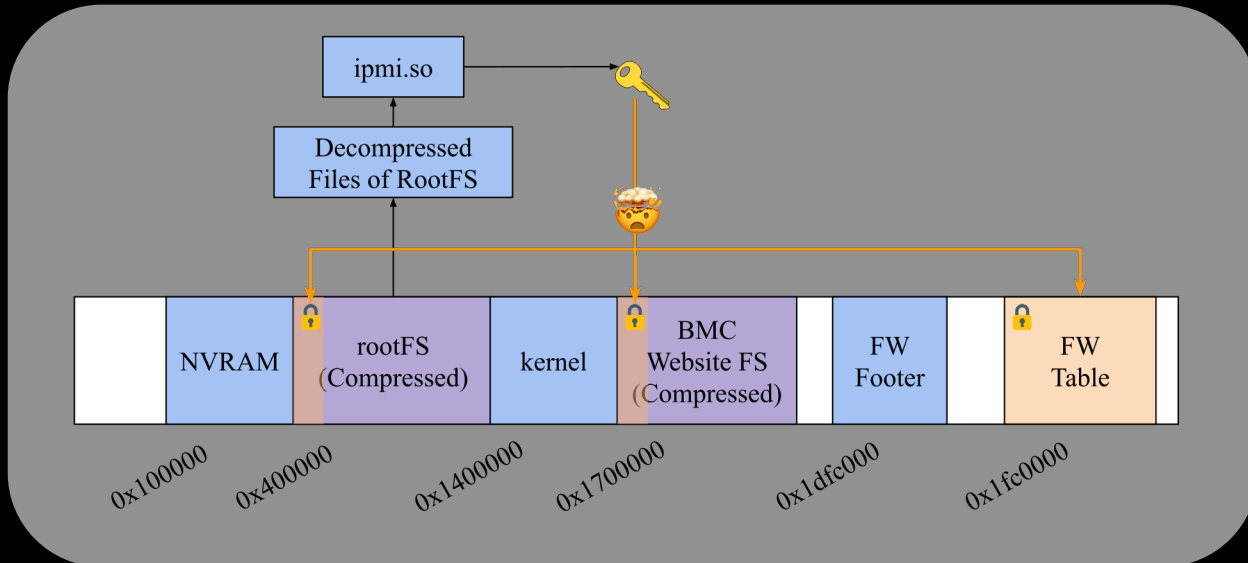 ipmi.so
Decompressed
Files of RootFS
NVRAM
rootFS
(Compressed)
kernel
BMC
Website FS
(Compressed)
FW
Footer
FW
Table
0x100000
0x400000
0x1400000
0x1700000
0x1dfc000
0x1fc0000